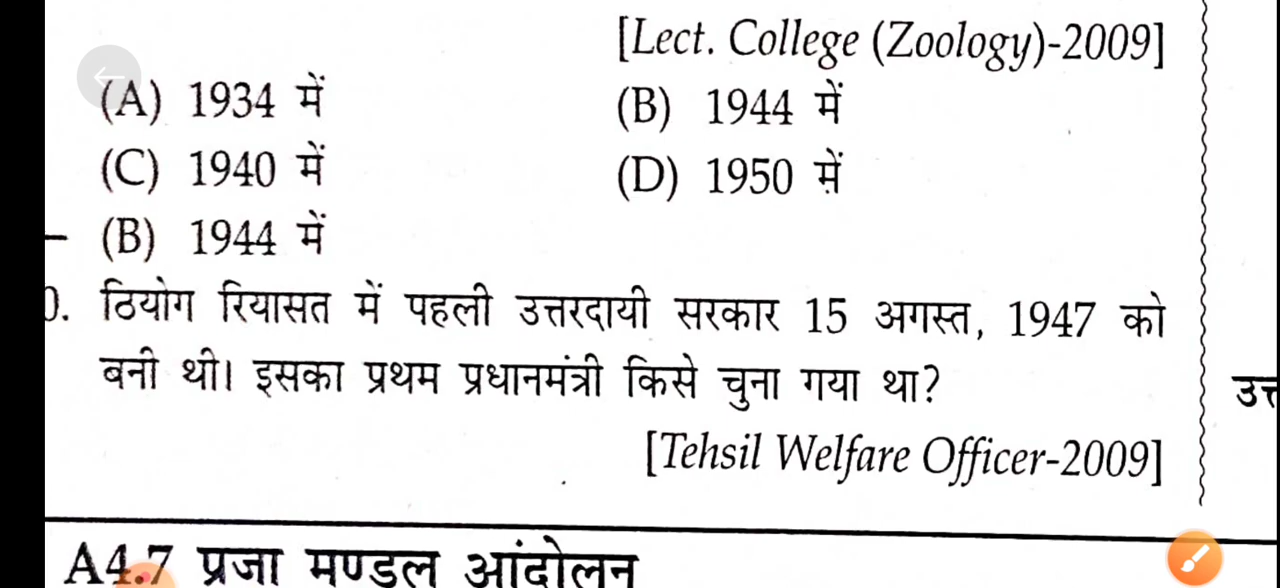 [Lect. College (Zoology)-2009]
(A) 1934 में (B) 1944 में
(C) 1940 में (D) 1950 में
– (B) 1944 में
0. ठियोग रियासत में पहली उत्तरदायी सरकार 15 अगस्त, 1947 को
बनी थी। इसका प्रथम प्रधानमंत्री किसे चुना गया था?
[Tehsil Welfare Officer-2009]
A4.7 प्रजा मण्डल आंदोलन